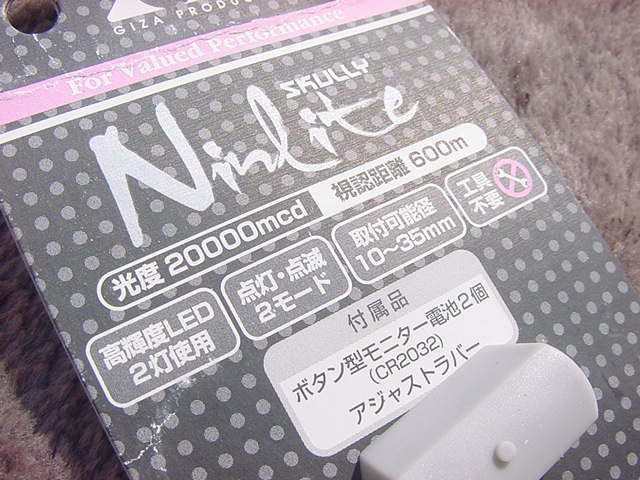 GIZA PRODU
For Valued Performance
SKULLY
Ninlite
光度 20000mcd 視認距離 600m
高輝度LED
2灯使用
点灯・点滅
2モード
取付可能径
10〜35mm
工具
不要
付属品
ボタン型モニター電池2個
(CR2032)
アジャストラバー